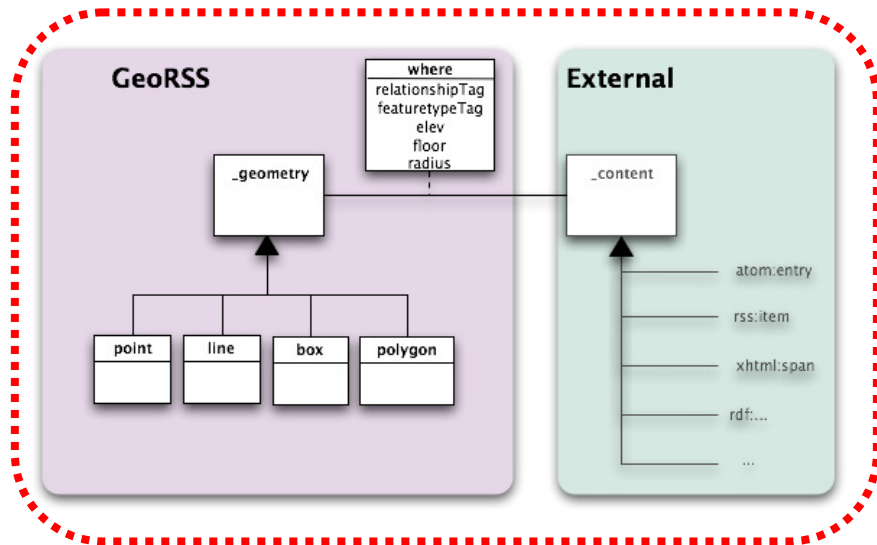 GeoRSS
where
relationshipTag
featuretypeTag
elev
floor
radius
_geometry
point
line
box
polygon
External
_content
atom:entry
rss:item
xhtml:span
rdf:...
...